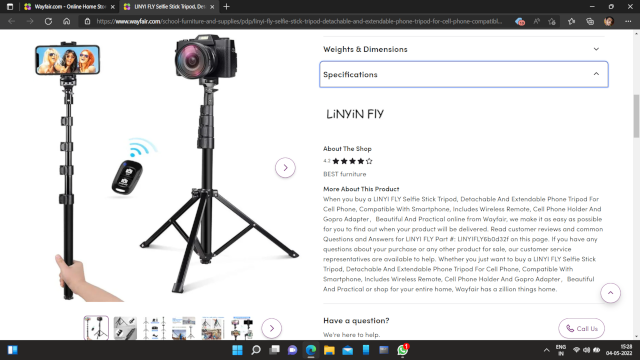 Wayfair.com - Online Home Stor
LINYI FLY Selfie Stick Tripod, Det
https://www.wayfair.com/school-furniture-and-supplies/pdp/linyi-fly-selfie-stick-tripod-detachable-and-extendable-phone-tripod-for-cell-phone-compatibl...
Weights & Dimensions
Specifications
LiNYiN FlY
About The Shop
4.3
BEST furniture
More About This Product
When you buy a LINYI FLY Selfie Stick Tripod, Detachable And Extendable Phone Tripod For
Cell Phone, Compatible With Smartphone, Includes Wireless Remote, Cell Phone Holder And
Gopro Adapter，Beautiful And Practical online from Wayfair, we make it as easy as possible
for you to find out when your product will be delivered. Read customer reviews and common
Questions and Answers for LINYI FLY Part #: LINYIFLY6b0d32f on this page. If you have any
questions about your purchase or any other product for sale, our customer service
representatives are available to help. Whether you just want to buy a LINYI FLY Selfie Stick
Tripod, Detachable And Extendable Phone Tripod For Cell Phone, Compatible With
Smartphone, Includes Wireless Remote, Cell Phone Holder And Gopro Adapter，Beautiful
And Practical or shop for your entire home, Wayfair has a zillion things home.
Have a question?
We're here to help.
Call Us
ENG
IN
15:28
04-05-2022